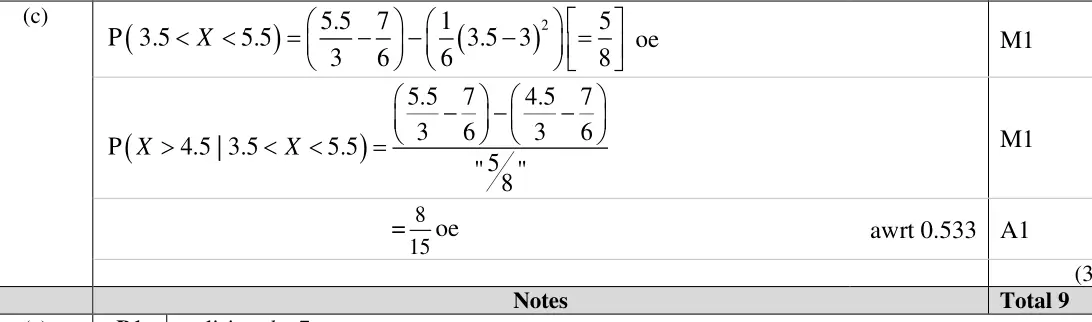 (c) P(3.5 < X < 5.5) = (5.5/3 − 7/6) − (1/6(3.5 − 3)²) [= 5/8] oe M1
P(X > 4.5 | 3.5 < X < 5.5) = ((5.5/3 − 7/6) − (4.5/3 − 7/6)) / "5/8" M1
= 8/15 oe awrt 0.533 A1
(3
Notes Total 9